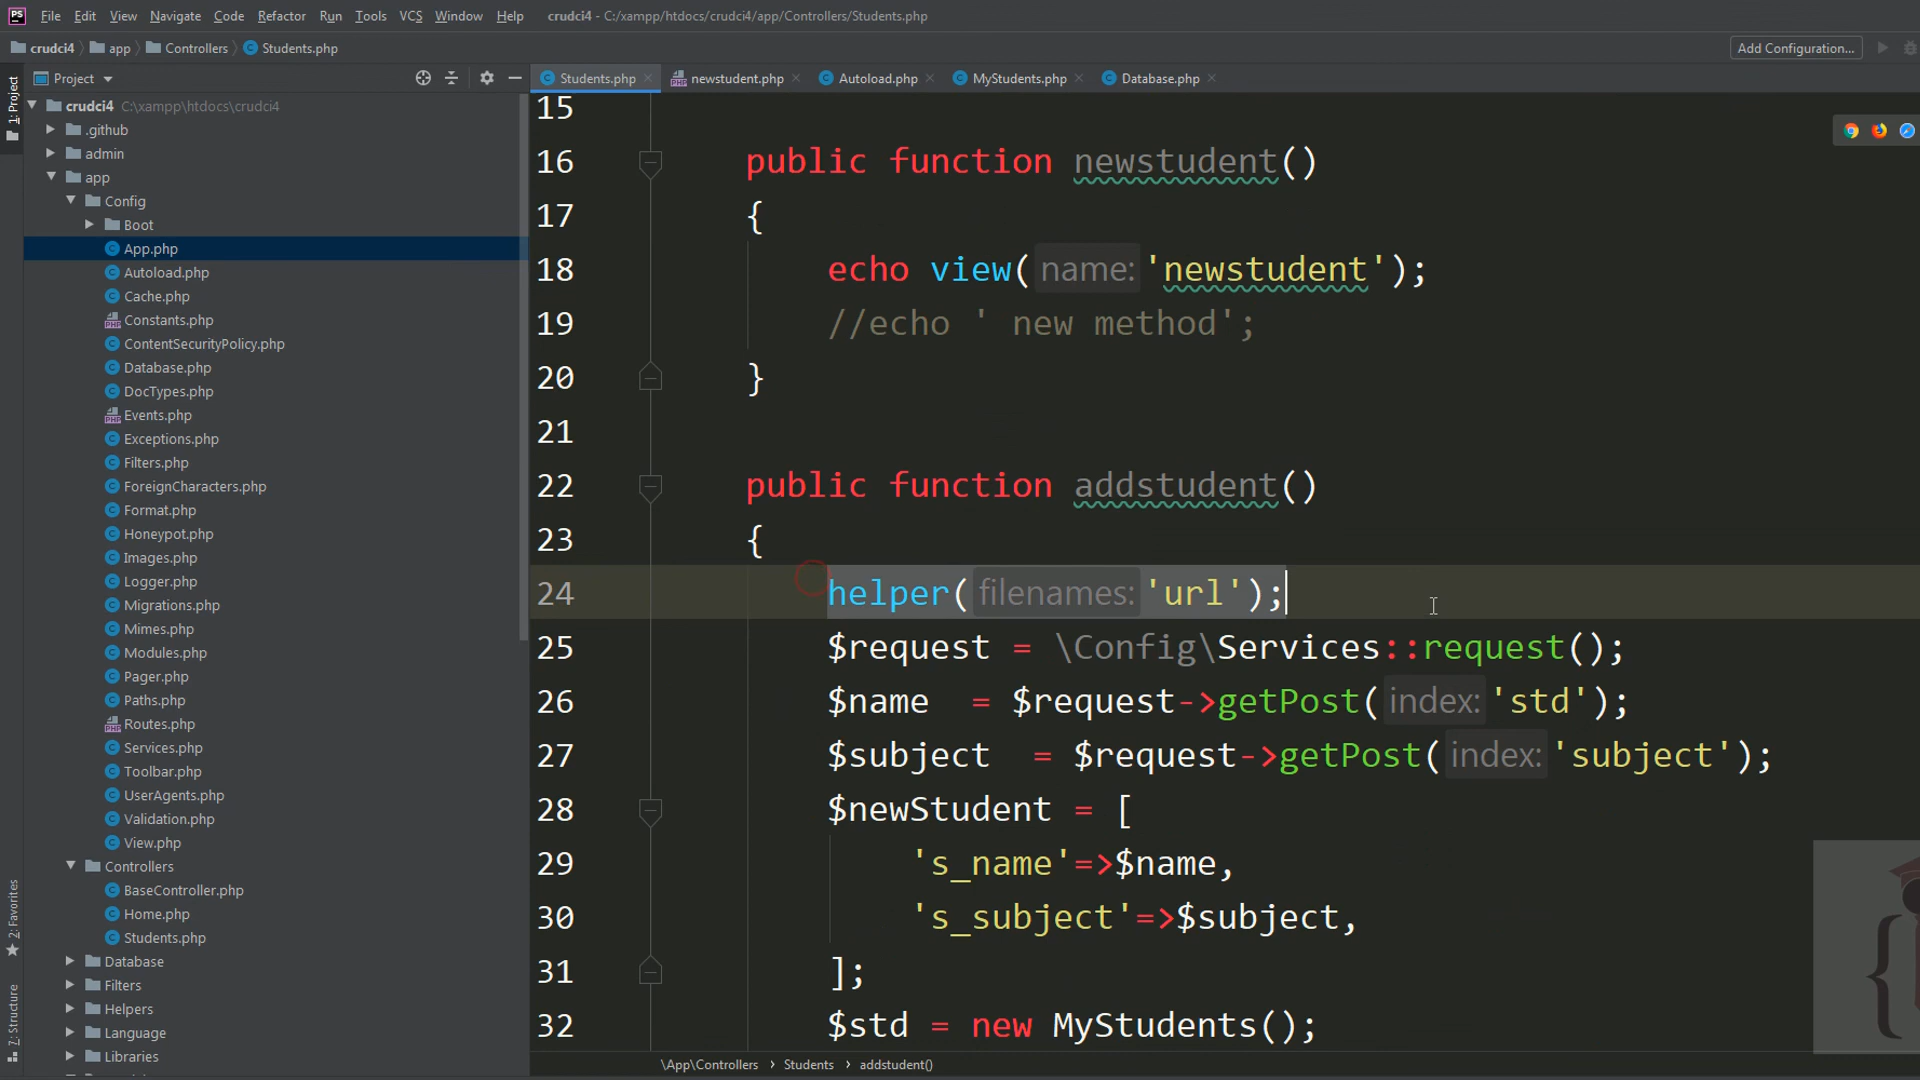 PS File Edit View Navigate Code Refactor Run Tools VCS Window Help crudci4 - C:/xampp/htdocs/crudci4/app/Controllers/Students.php
crudci4 app Controllers Students.php Add Configuration...
Project
Students.php newstudent.php Autoload.php MyStudents.php Database.php
1: Project
2: Favorites
7: Structure
crudci4 C:\xampp\htdocs\crudci4
.github
admin
app
Config
Boot
App.php
Autoload.php
Cache.php
Constants.php
ContentSecurityPolicy.php
Database.php
DocTypes.php
Events.php
Exceptions.php
Filters.php
ForeignCharacters.php
Format.php
Honeypot.php
Images.php
Logger.php
Migrations.php
Mimes.php
Modules.php
Pager.php
Paths.php
Routes.php
Services.php
Toolbar.php
UserAgents.php
Validation.php
View.php
Controllers
BaseController.php
Home.php
Students.php
Database
Filters
Helpers
Language
Libraries
15
16 public function newstudent()
17 {
18 echo view( name: 'newstudent');
19 //echo ' new method';
20 }
21
22 public function addstudent()
23 {
24 helper( filenames: 'url');
25 $request = \Config\Services::request();
26 $name = $request->getPost( index: 'std');
27 $subject = $request->getPost( index: 'subject');
28 $newStudent = [
29 's_name'=>$name,
30 's_subject'=>$subject,
31 ];
32 $std = new MyStudents();
\App\Controllers › Students › addstudent()